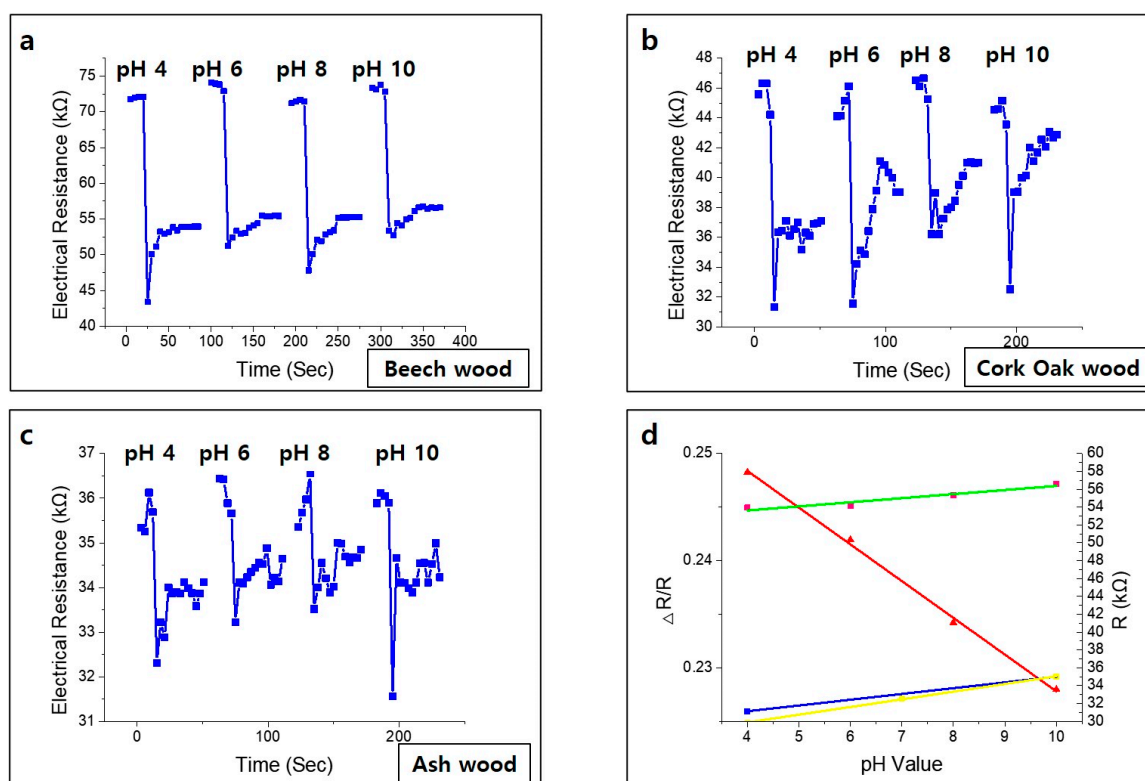 a
pH 4 pH 6 pH 8 pH 10
Electrical Resistance (kΩ)
75
70
65
60
55
50
45
40
0 50 100 150 200 250 300 350 400
Time (Sec)
Beech wood
b
pH 4 pH 6 pH 8 pH 10
Electrical Resistance (kΩ)
48
46
44
42
40
38
36
34
32
30
0 100 200
Time (Sec)
Cork Oak wood
c
pH 4 pH 6 pH 8 pH 10
Electrical Resistance (kΩ)
37
36
35
34
33
32
31
0 100 200
Time (Sec)
Ash wood
d
△R/R
0.25
0.24
0.23
R (kΩ)
60
58
56
54
52
50
48
46
44
42
40
38
36
34
32
30
4 5 6 7 8 9 10
pH Value